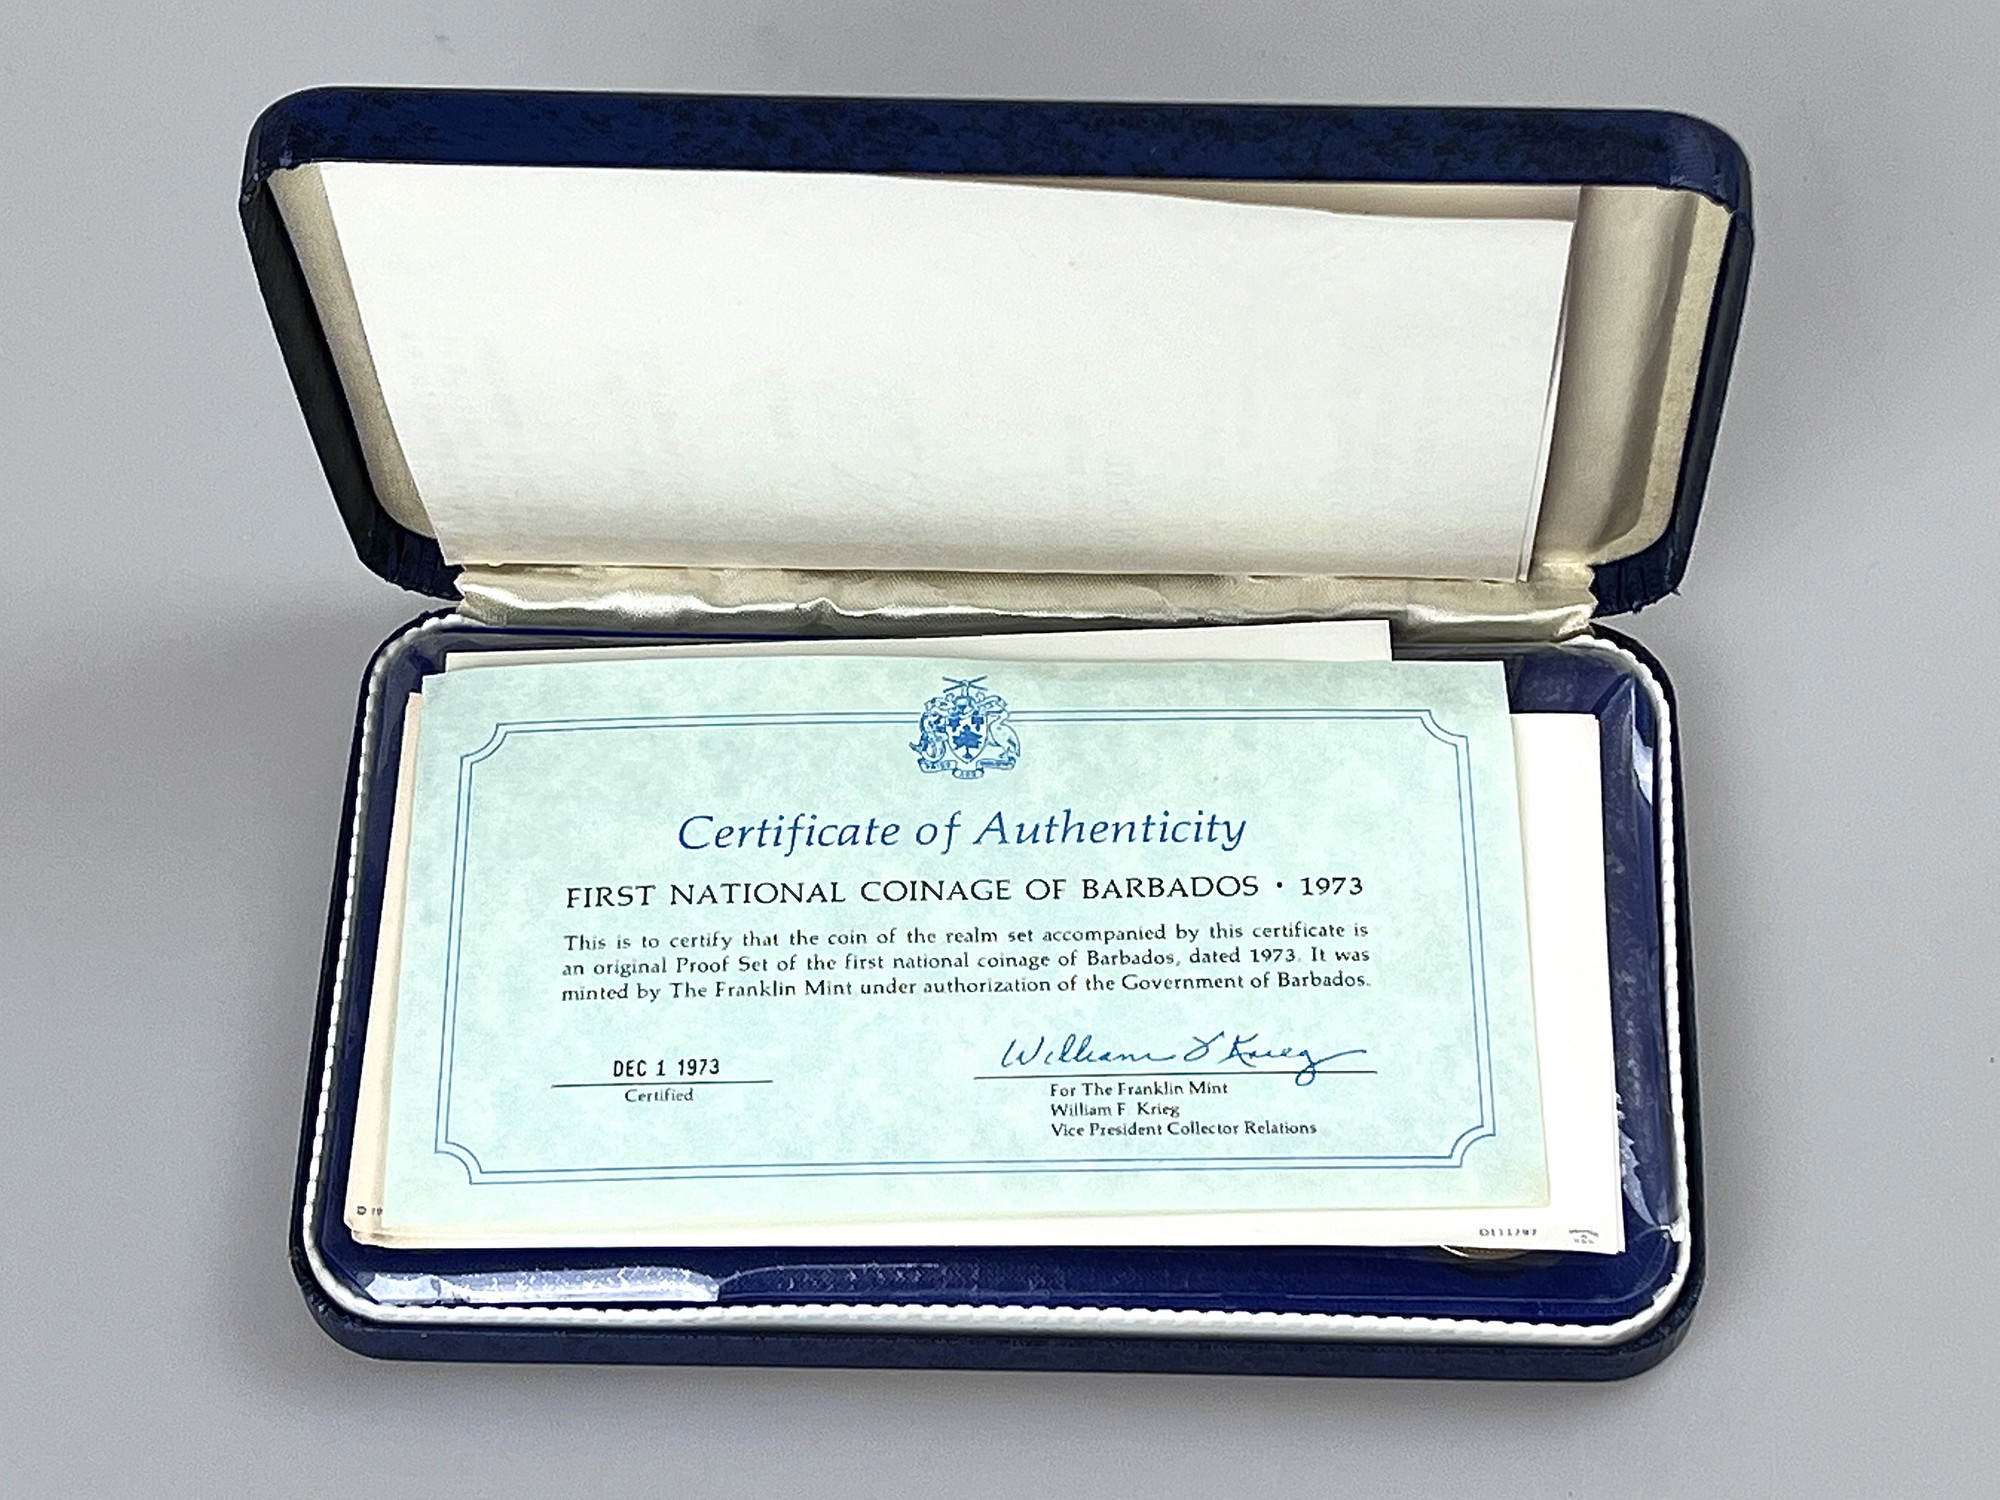 Certificate of Authenticity
FIRST NATIONAL COINAGE OF BARBADOS • 1973
This is to certify that the coin of the realm set accompanied by this certificate is
an original Proof Set of the first national coinage of Barbados, dated 1973. It was
minted by The Franklin Mint under authorization of the Government of Barbados.
DEC 1 1973
Certified
William F Krieg
For The Franklin Mint
William F. Krieg
Vice President Collector Relations